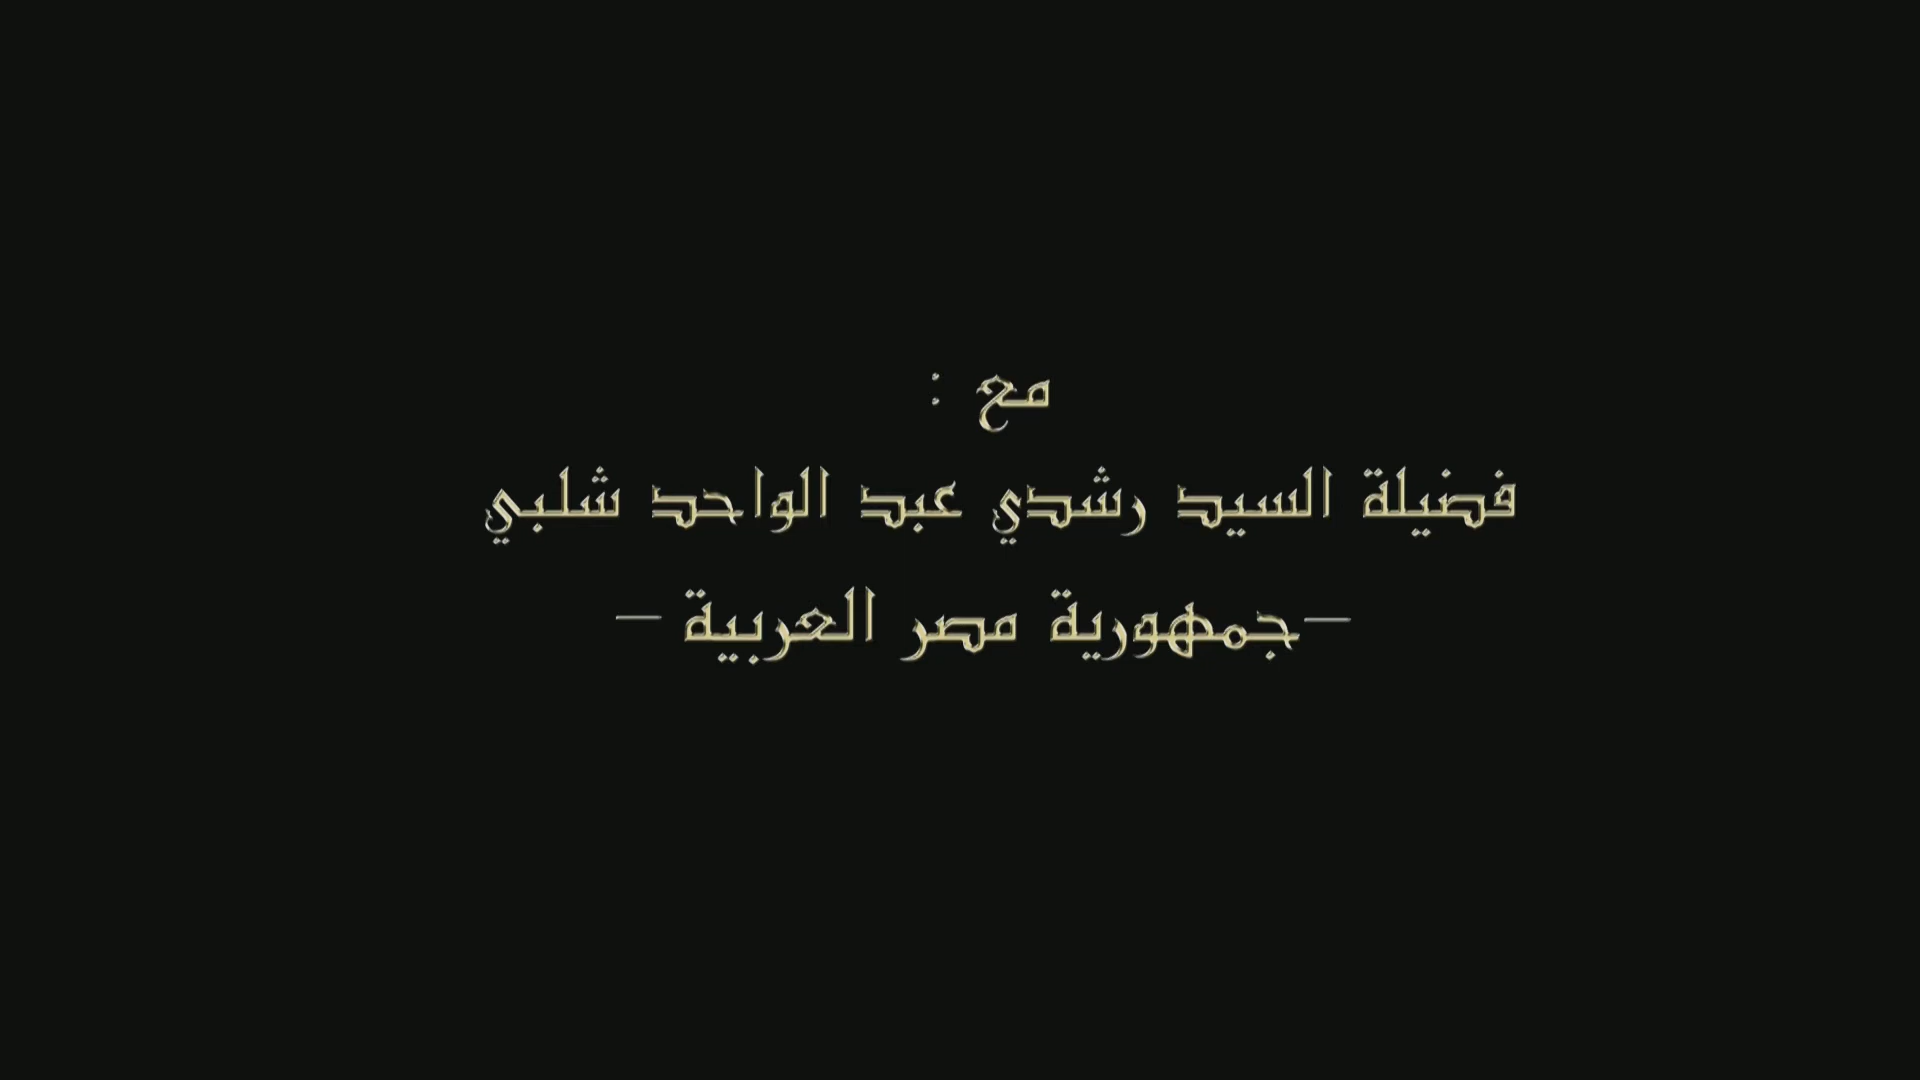 مع :
فضيلة السيد رشدي عبد الواحد شلبي
–جمهورية مصر العربية –